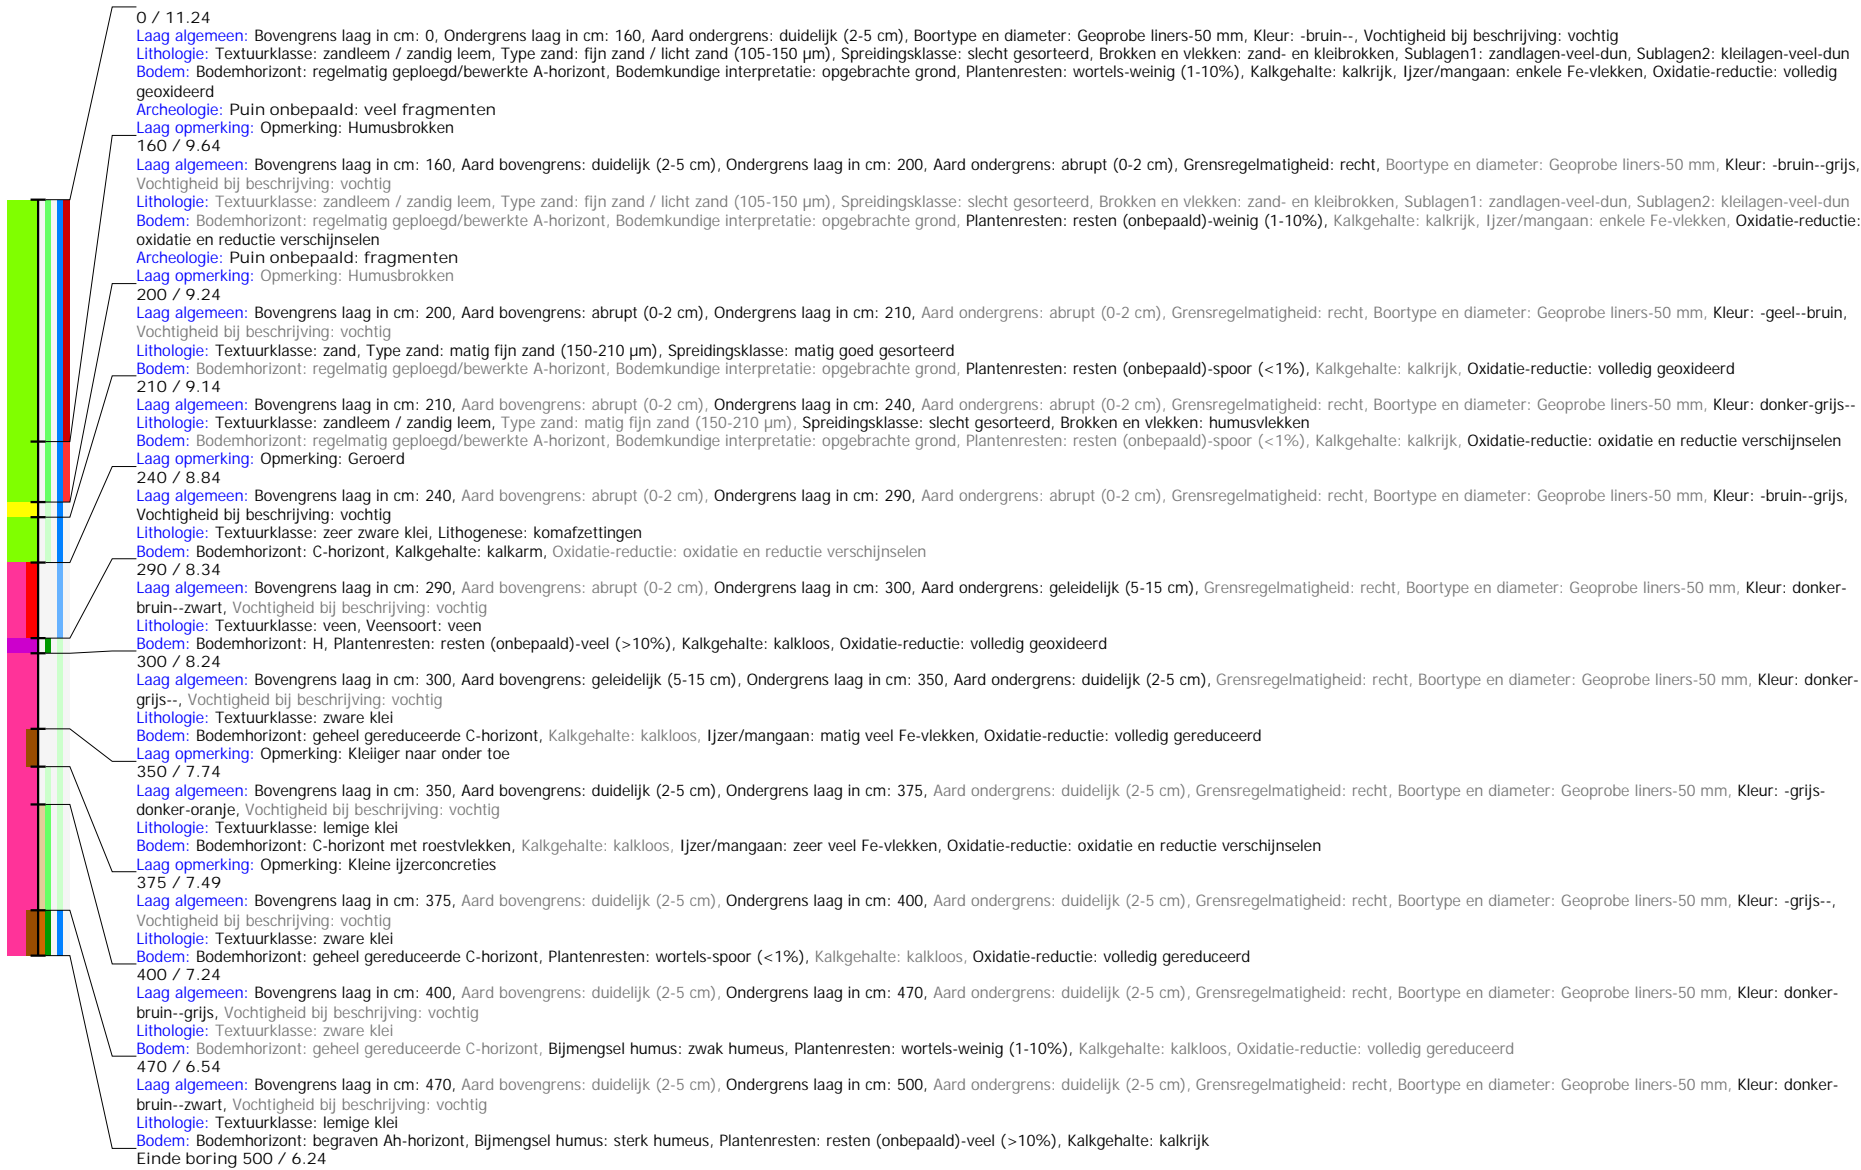 0 / 11.24
Laag algemeen: Bovengrens laag in cm: 0, Ondergrens laag in cm: 160, Aard ondergrens: duidelijk (2-5 cm), Boortype en diameter: Geoprobe liners-50 mm, Kleur: -bruin--, Vochtigheid bij beschrijving: vochtig
Lithologie: Textuurklasse: zandleem / zandig leem, Type zand: fijn zand / licht zand (105-150 µm), Spreidingsklasse: slecht gesorteerd, Brokken en vlekken: zand- en kleibrokken, Sublagen1: zandlagen-veel-dun, Sublagen2: kleilagen-veel-dun
Bodem: Bodemhorizont: regelmatig geploegd/bewerkte A-horizont, Bodemkundige interpretatie: opgebrachte grond, Plantenresten: wortels-weinig (1-10%), Kalkgehalte: kalkrijk, Ijzer/mangaan: enkele Fe-vlekken, Oxidatie-reductie: volledig
geoxideerd
Archeologie: Puin onbepaald: veel fragmenten
Laag opmerking: Opmerking: Humusbrokken
160 / 9.64
Laag algemeen: Bovengrens laag in cm: 160, Aard bovengrens: duidelijk (2-5 cm), Ondergrens laag in cm: 200, Aard ondergrens: abrupt (0-2 cm), Grensregelmatigheid: recht, Boortype en diameter: Geoprobe liners-50 mm, Kleur: -bruin--grijs,
Vochtigheid bij beschrijving: vochtig
Lithologie: Textuurklasse: zandleem / zandig leem, Type zand: fijn zand / licht zand (105-150 µm), Spreidingsklasse: slecht gesorteerd, Brokken en vlekken: zand- en kleibrokken, Sublagen1: zandlagen-veel-dun, Sublagen2: kleilagen-veel-dun
Bodem: Bodemhorizont: regelmatig geploegd/bewerkte A-horizont, Bodemkundige interpretatie: opgebrachte grond, Plantenresten: resten (onbepaald)-weinig (1-10%), Kalkgehalte: kalkrijk, Ijzer/mangaan: enkele Fe-vlekken, Oxidatie-reductie:
oxidatie en reductie verschijnselen
Archeologie: Puin onbepaald: fragmenten
Laag opmerking: Opmerking: Humusbrokken
200 / 9.24
Laag algemeen: Bovengrens laag in cm: 200, Aard bovengrens: abrupt (0-2 cm), Ondergrens laag in cm: 210, Aard ondergrens: abrupt (0-2 cm), Grensregelmatigheid: recht, Boortype en diameter: Geoprobe liners-50 mm, Kleur: -geel--bruin,
Vochtigheid bij beschrijving: vochtig
Lithologie: Textuurklasse: zand, Type zand: matig fijn zand (150-210 µm), Spreidingsklasse: matig goed gesorteerd
Bodem: Bodemhorizont: regelmatig geploegd/bewerkte A-horizont, Bodemkundige interpretatie: opgebrachte grond, Plantenresten: resten (onbepaald)-spoor (<1%), Kalkgehalte: kalkrijk, Oxidatie-reductie: volledig geoxideerd
210 / 9.14
Laag algemeen: Bovengrens laag in cm: 210, Aard bovengrens: abrupt (0-2 cm), Ondergrens laag in cm: 240, Aard ondergrens: abrupt (0-2 cm), Grensregelmatigheid: recht, Boortype en diameter: Geoprobe liners-50 mm, Kleur: donker-grijs--
Lithologie: Textuurklasse: zandleem / zandig leem, Type zand: matig fijn zand (150-210 µm), Spreidingsklasse: slecht gesorteerd, Brokken en vlekken: humusvlekken
Bodem: Bodemhorizont: regelmatig geploegd/bewerkte A-horizont, Bodemkundige interpretatie: opgebrachte grond, Plantenresten: resten (onbepaald)-spoor (<1%), Kalkgehalte: kalkrijk, Oxidatie-reductie: oxidatie en reductie verschijnselen
Laag opmerking: Opmerking: Geroerd
240 / 8.84
Laag algemeen: Bovengrens laag in cm: 240, Aard bovengrens: abrupt (0-2 cm), Ondergrens laag in cm: 290, Aard ondergrens: abrupt (0-2 cm), Grensregelmatigheid: recht, Boortype en diameter: Geoprobe liners-50 mm, Kleur: -bruin--grijs,
Vochtigheid bij beschrijving: vochtig
Lithologie: Textuurklasse: zeer zware klei, Lithogenese: komafzettingen
Bodem: Bodemhorizont: C-horizont, Kalkgehalte: kalkarm, Oxidatie-reductie: oxidatie en reductie verschijnselen
290 / 8.34
Laag algemeen: Bovengrens laag in cm: 290, Aard bovengrens: abrupt (0-2 cm), Ondergrens laag in cm: 300, Aard ondergrens: geleidelijk (5-15 cm), Grensregelmatigheid: recht, Boortype en diameter: Geoprobe liners-50 mm, Kleur: donker-
bruin--zwart, Vochtigheid bij beschrijving: vochtig
Lithologie: Textuurklasse: veen, Veensoort: veen
Bodem: Bodemhorizont: H, Plantenresten: resten (onbepaald)-veel (>10%), Kalkgehalte: kalkloos, Oxidatie-reductie: volledig geoxideerd
300 / 8.24
Laag algemeen: Bovengrens laag in cm: 300, Aard bovengrens: geleidelijk (5-15 cm), Ondergrens laag in cm: 350, Aard ondergrens: duidelijk (2-5 cm), Grensregelmatigheid: recht, Boortype en diameter: Geoprobe liners-50 mm, Kleur: donker-
grijs--, Vochtigheid bij beschrijving: vochtig
Lithologie: Textuurklasse: zware klei
Bodem: Bodemhorizont: geheel gereduceerde C-horizont, Kalkgehalte: kalkloos, Ijzer/mangaan: matig veel Fe-vlekken, Oxidatie-reductie: volledig gereduceerd
Laag opmerking: Opmerking: Kleiiger naar onder toe
350 / 7.74
Laag algemeen: Bovengrens laag in cm: 350, Aard bovengrens: duidelijk (2-5 cm), Ondergrens laag in cm: 375, Aard ondergrens: duidelijk (2-5 cm), Grensregelmatigheid: recht, Boortype en diameter: Geoprobe liners-50 mm, Kleur: -grijs-
donker-oranje, Vochtigheid bij beschrijving: vochtig
Lithologie: Textuurklasse: lemige klei
Bodem: Bodemhorizont: C-horizont met roestvlekken, Kalkgehalte: kalkloos, Ijzer/mangaan: zeer veel Fe-vlekken, Oxidatie-reductie: oxidatie en reductie verschijnselen
Laag opmerking: Opmerking: Kleine ijzerconcreties
375 / 7.49
Laag algemeen: Bovengrens laag in cm: 375, Aard bovengrens: duidelijk (2-5 cm), Ondergrens laag in cm: 400, Aard ondergrens: duidelijk (2-5 cm), Grensregelmatigheid: recht, Boortype en diameter: Geoprobe liners-50 mm, Kleur: -grijs--,
Vochtigheid bij beschrijving: vochtig
Lithologie: Textuurklasse: zware klei
Bodem: Bodemhorizont: geheel gereduceerde C-horizont, Plantenresten: wortels-spoor (<1%), Kalkgehalte: kalkloos, Oxidatie-reductie: volledig gereduceerd
400 / 7.24
Laag algemeen: Bovengrens laag in cm: 400, Aard bovengrens: duidelijk (2-5 cm), Ondergrens laag in cm: 470, Aard ondergrens: duidelijk (2-5 cm), Grensregelmatigheid: recht, Boortype en diameter: Geoprobe liners-50 mm, Kleur: donker-
bruin--grijs, Vochtigheid bij beschrijving: vochtig
Lithologie: Textuurklasse: zware klei
Bodem: Bodemhorizont: geheel gereduceerde C-horizont, Bijmengsel humus: zwak humeus, Plantenresten: wortels-weinig (1-10%), Kalkgehalte: kalkloos, Oxidatie-reductie: volledig gereduceerd
470 / 6.54
Laag algemeen: Bovengrens laag in cm: 470, Aard bovengrens: duidelijk (2-5 cm), Ondergrens laag in cm: 500, Aard ondergrens: duidelijk (2-5 cm), Grensregelmatigheid: recht, Boortype en diameter: Geoprobe liners-50 mm, Kleur: donker-
bruin--zwart, Vochtigheid bij beschrijving: vochtig
Lithologie: Textuurklasse: lemige klei
Bodem: Bodemhorizont: begraven Ah-horizont, Bijmengsel humus: sterk humeus, Plantenresten: resten (onbepaald)-veel (>10%), Kalkgehalte: kalkrijk
Einde boring 500 / 6.24